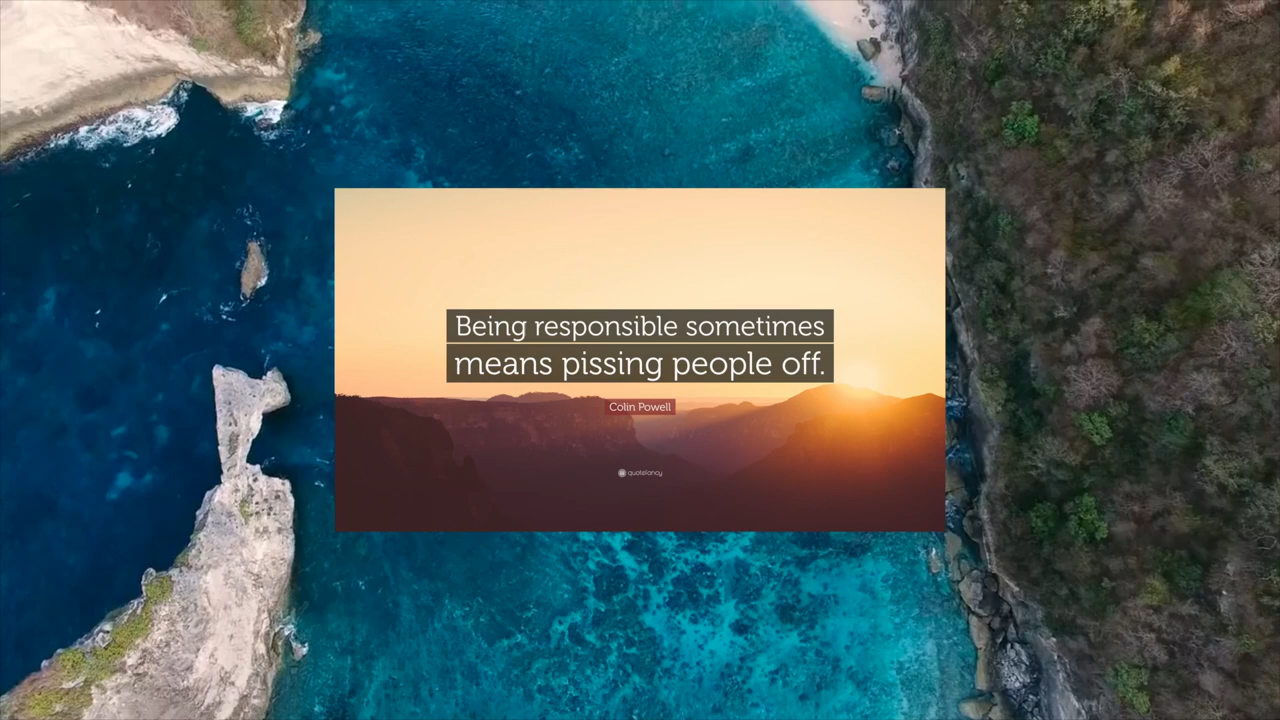 Being responsible sometimes
means pissing people off.
Colin Powell
quotefancy